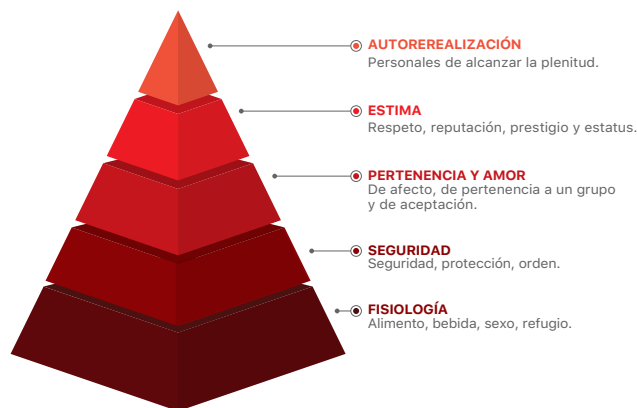 AUTOREREALIZACIÓN
Personales de alcanzar la plenitud.
ESTIMA
Respeto, reputación, prestigio y estatus.
PERTENENCIA Y AMOR
De afecto, de pertenencia a un grupo
y de aceptación.
SEGURIDAD
Seguridad, protección, orden.
FISIOLOGÍA
Alimento, bebida, sexo, refugio.